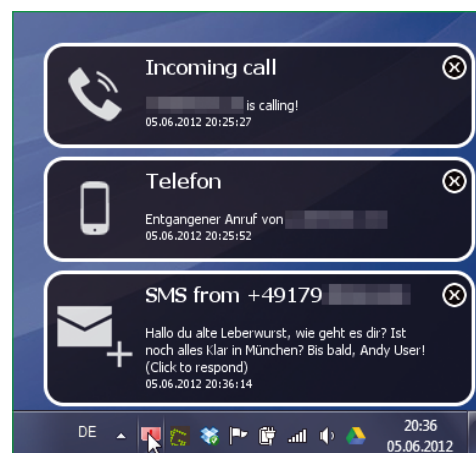 Incoming call
is calling!
05.06.2012 20:25:27
Telefon
Entgangener Anruf von
05.06.2012 20:25:52
SMS from +49179
Hallo du alte Leberwurst, wie geht es dir? Ist
noch alles Klar in München? Bis bald, Andy User!
(Click to respond)
05.06.2012 20:36:14
DE
20:36
05.06.2012